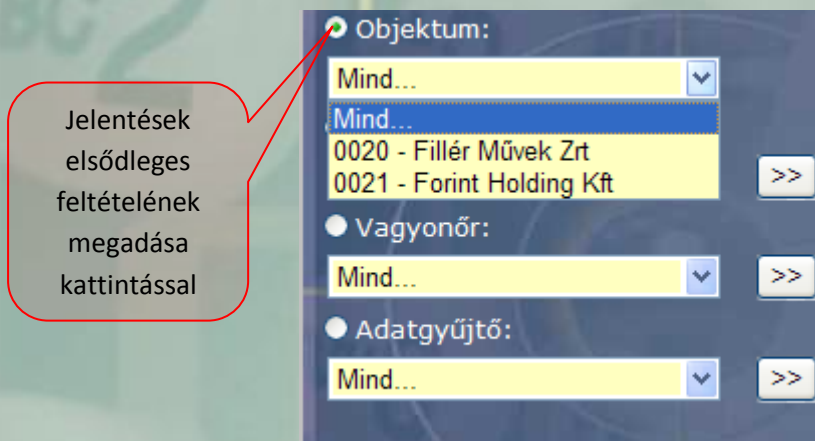 Objektum:
Mind...
Mind...
0020 - Fillér Művek Zrt
0021 - Forint Holding Kft
>>
Vagyonőr:
Mind...
>>
Adatgyűjtő:
Mind...
>>
Jelentések
elsődleges
feltételének
megadása
kattintással